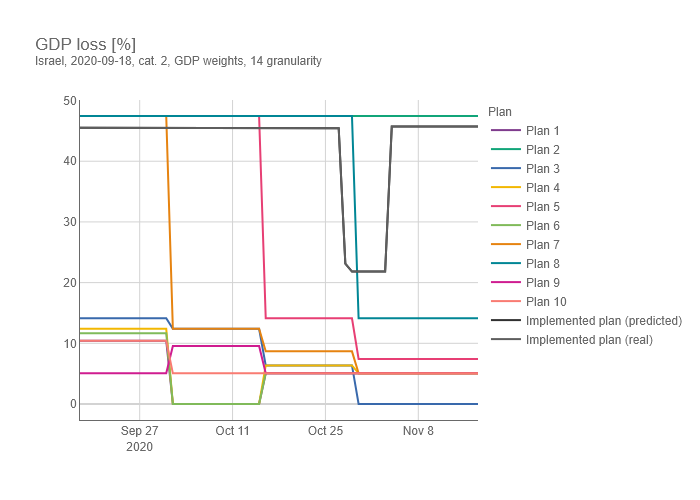 GDP loss [%]
Israel, 2020-09-18, cat. 2, GDP weights, 14 granularity
50
40
30
20
10
0
Sep 27
2020
Oct 11
Oct 25
Nov 8
Plan
Plan 1
Plan 2
Plan 3
Plan 4
Plan 5
Plan 6
Plan 7
Plan 8
Plan 9
Plan 10
Implemented plan (predicted)
Implemented plan (real)